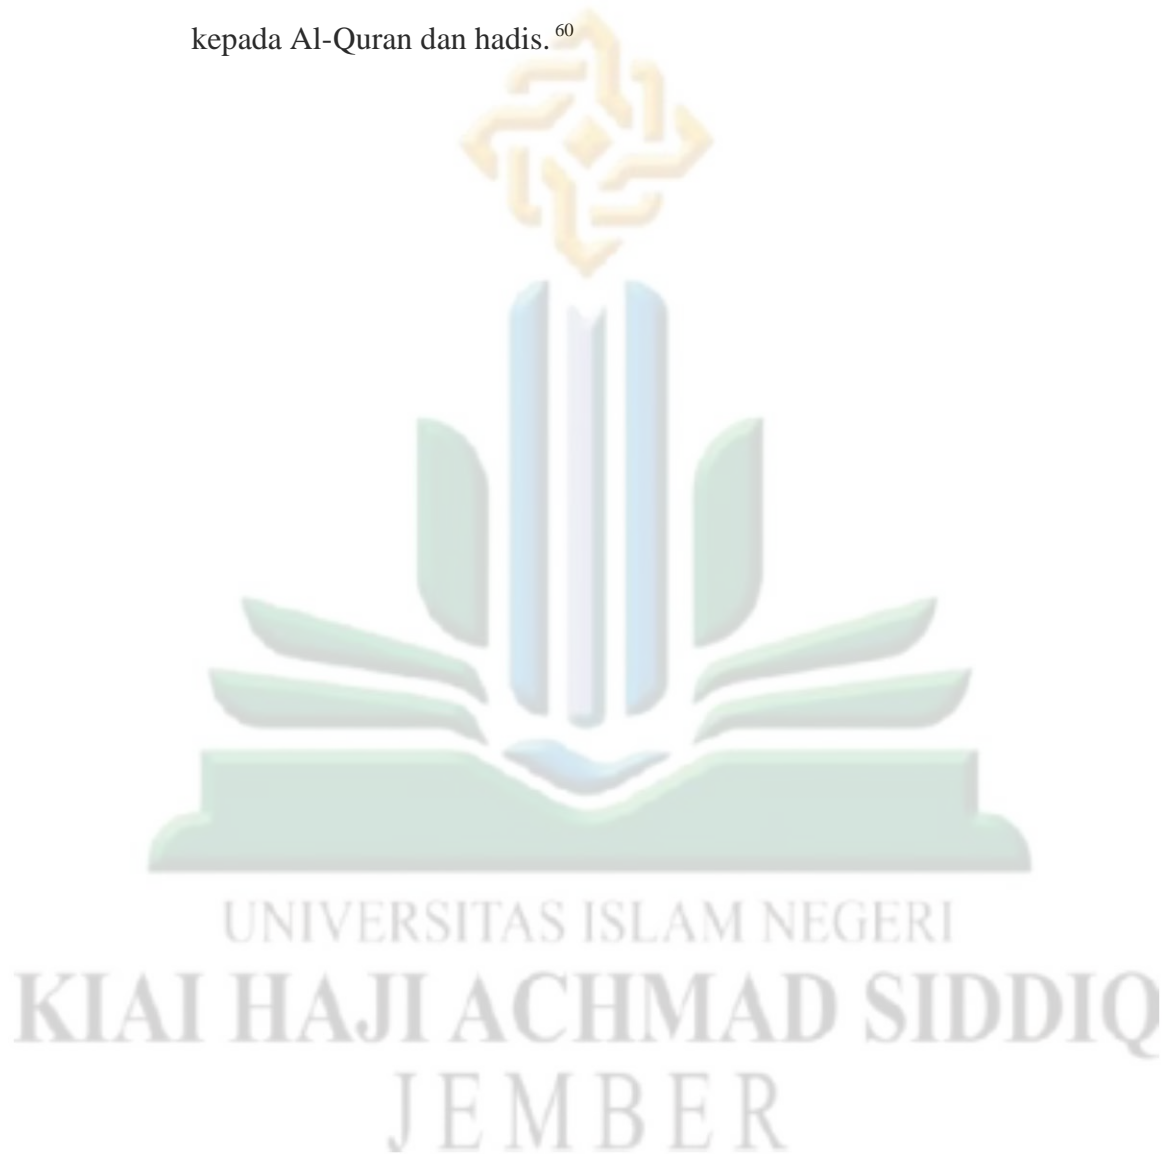 kepada Al-Quran dan hadis. 60
UNIVERSITAS ISLAM NEGERI
KIAI HAJI ACHMAD SIDDIQ
JEMBER